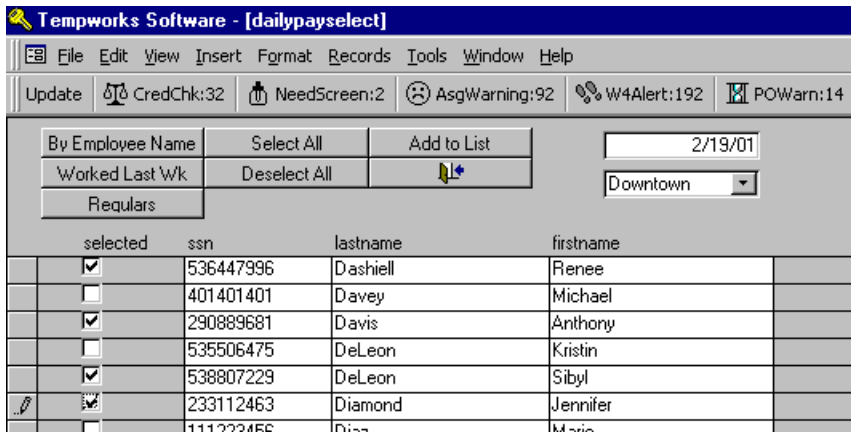 Tempworks Software - [dailypayselect]
File Edit View Insert Format Records Tools Window Help
Update CredChk:32 NeedScreen:2 AsgWarning:92 W4Alert:192 POWarn:14
By Employee Name Select All Add to List 2/19/01
Worked Last Wk Deselect All Downtown
Regulars
selected ssn lastname firstname
536447996 Dashiell Renee
401401401 Davey Michael
290889681 Davis Anthony
535506475 DeLeon Kristin
538807229 DeLeon Sibyl
233112463 Diamond Jennifer
111223456 Diaz